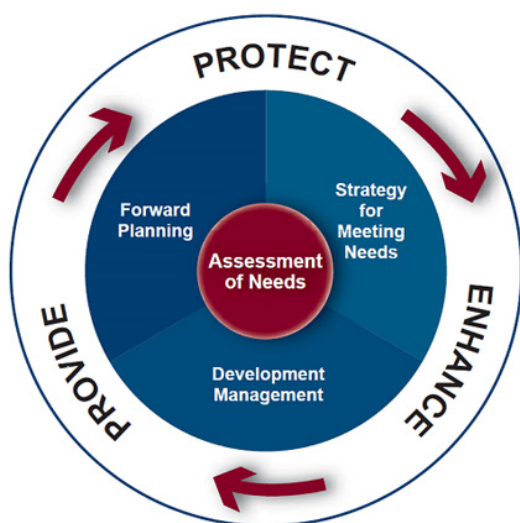 PROTECT
Forward
Planning
Strategy
for
Meeting
Needs
Assessment
of Needs
Development
Management
ENHANCE
PROVIDE